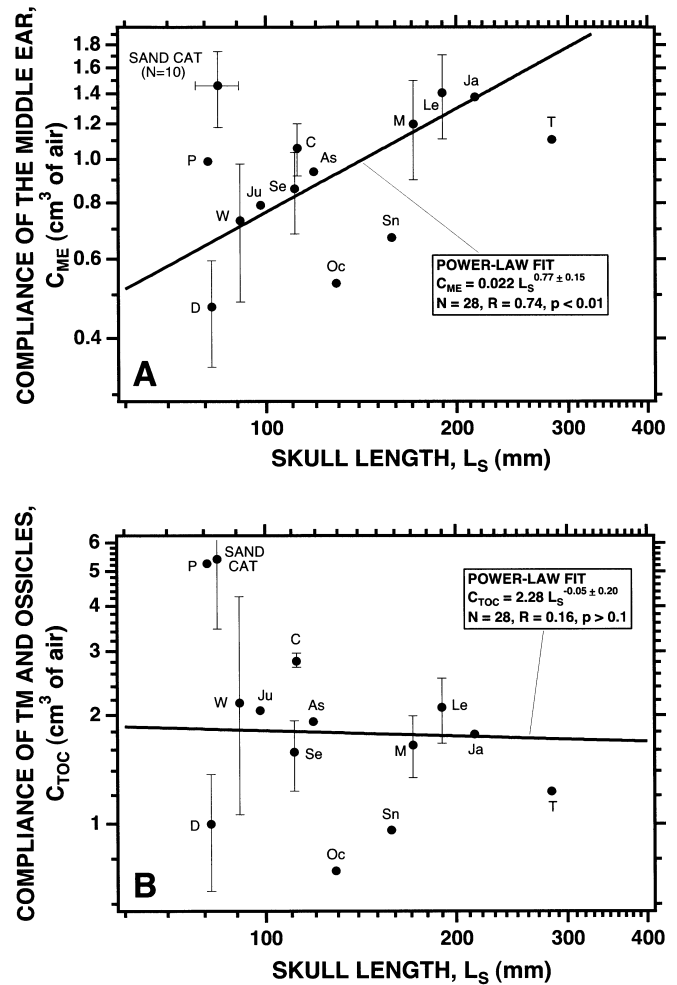 COMPLIANCE OF THE MIDDLE EAR,
C_ME (cm³ of air)
1.8
1.6
1.4
1.2
1.0
0.8
0.6
0.4
SAND CAT
(N=10)
P
C
As
Se
Ju
W
D
M
Le
Ja
T
Sn
Oc
POWER-LAW FIT
C_ME = 0.022 L_S^0.77 ± 0.15
N = 28, R = 0.74, p < 0.01
A
100
200
300
400
SKULL LENGTH, L_S (mm)
COMPLIANCE OF TM AND OSSICLES,
C_TOC (cm³ of air)
6
5
4
3
2
1
P
SAND
CAT
C
W
Ju
As
Se
D
M
Le
Ja
T
Sn
Oc
POWER-LAW FIT
C_TOC = 2.28 L_S^-0.05 ± 0.20
N = 28, R = 0.16, p > 0.1
B
100
200
300
400
SKULL LENGTH, L_S (mm)